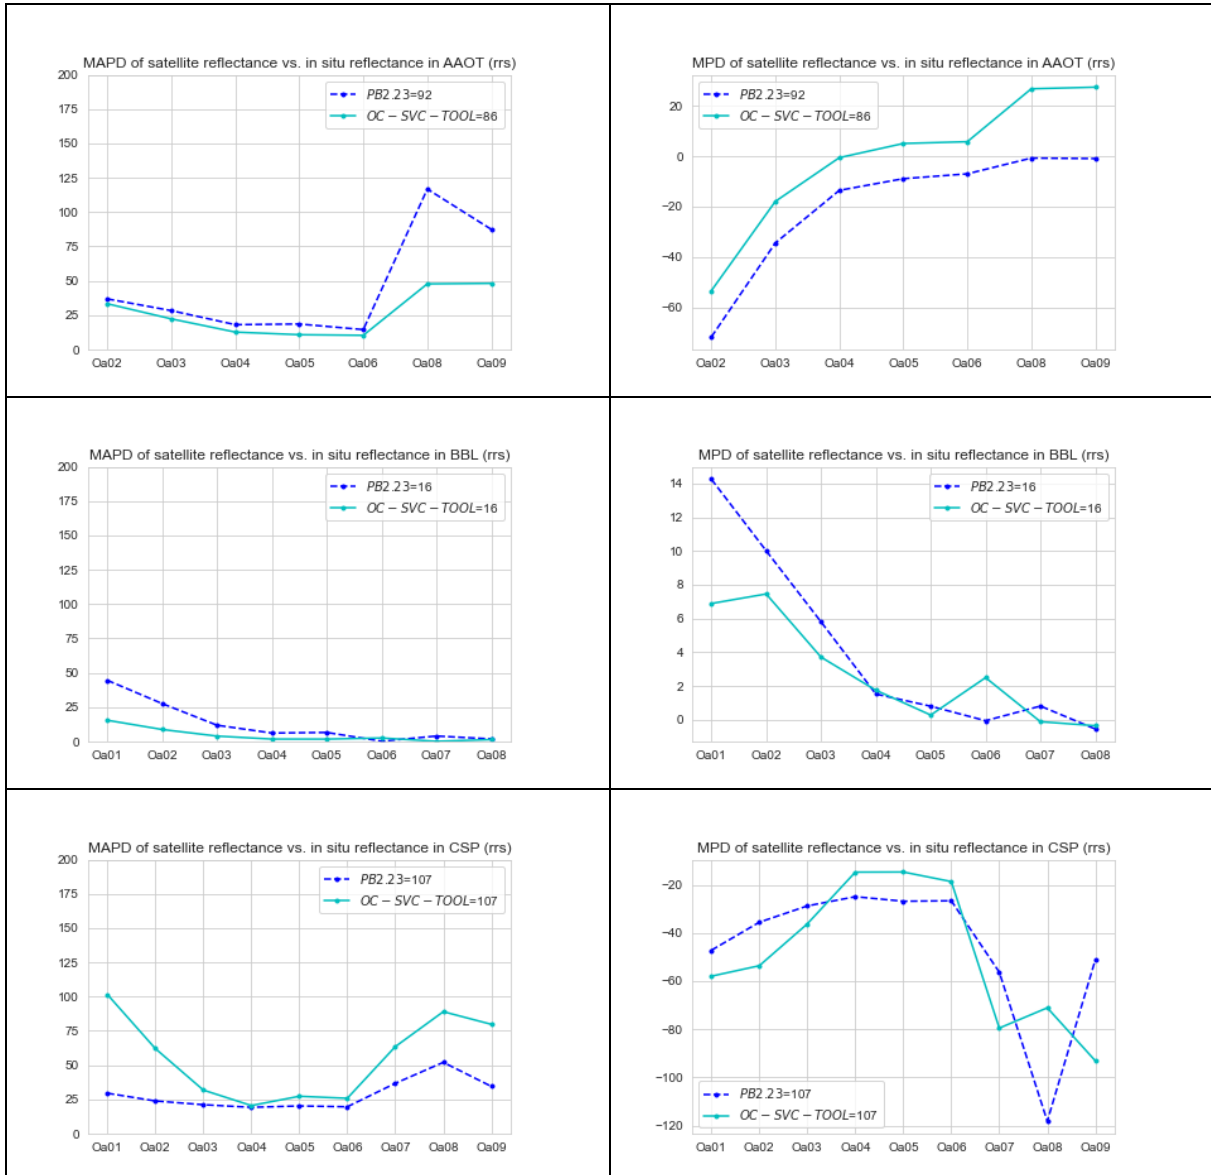 MAPD of satellite reflectance vs. in situ reflectance in AAOT (rrs)
200
175
150
125
100
75
50
25
0
PB2.23=92
OC − SVC − TOOL=86
Oa02 Oa03 Oa04 Oa05 Oa06 Oa08 Oa09
MPD of satellite reflectance vs. in situ reflectance in AAOT (rrs)
20
0
−20
−40
−60
PB2.23=92
OC − SVC − TOOL=86
Oa02 Oa03 Oa04 Oa05 Oa06 Oa08 Oa09
MAPD of satellite reflectance vs. in situ reflectance in BBL (rrs)
200
175
150
125
100
75
50
25
0
PB2.23=16
OC − SVC − TOOL=16
Oa01 Oa02 Oa03 Oa04 Oa05 Oa06 Oa07 Oa08
MPD of satellite reflectance vs. in situ reflectance in BBL (rrs)
14
12
10
8
6
4
2
0
PB2.23=16
OC − SVC − TOOL=16
Oa01 Oa02 Oa03 Oa04 Oa05 Oa06 Oa07 Oa08
MAPD of satellite reflectance vs. in situ reflectance in CSP (rrs)
200
175
150
125
100
75
50
25
0
PB2.23=107
OC − SVC − TOOL=107
Oa01 Oa02 Oa03 Oa04 Oa05 Oa06 Oa07 Oa08 Oa09
MPD of satellite reflectance vs. in situ reflectance in CSP (rrs)
−20
−40
−60
−80
−100
−120
PB2.23=107
OC − SVC − TOOL=107
Oa01 Oa02 Oa03 Oa04 Oa05 Oa06 Oa07 Oa08 Oa09